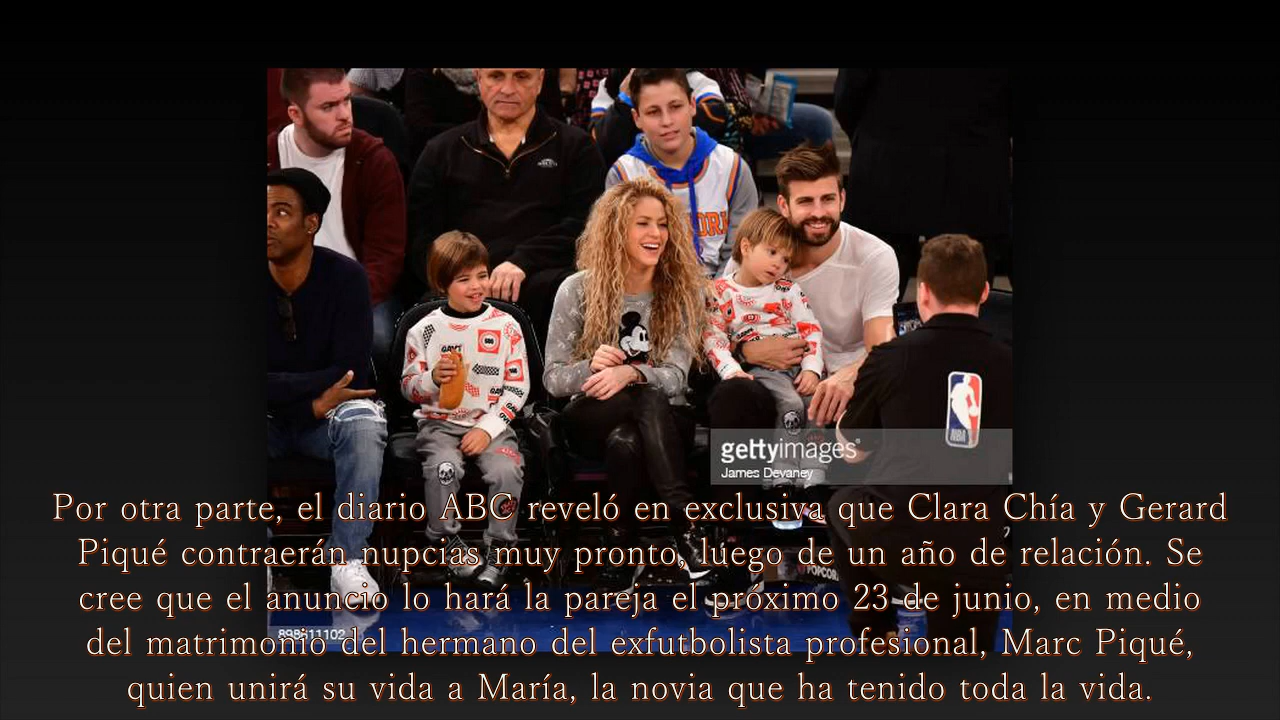 ORK
gettyimages®
James Devaney
NBA
Por otra parte, el diario ABC reveló en exclusiva que Clara Chía y Gerard
Piqué contraerán nupcias muy pronto, luego de un año de relación. Se
cree que el anuncio lo hará la pareja el próximo 23 de junio, en medio
898611102
del matrimonio del hermano del exfutbolista profesional, Marc Piqué,
quien unirá su vida a María, la novia que ha tenido toda la vida.